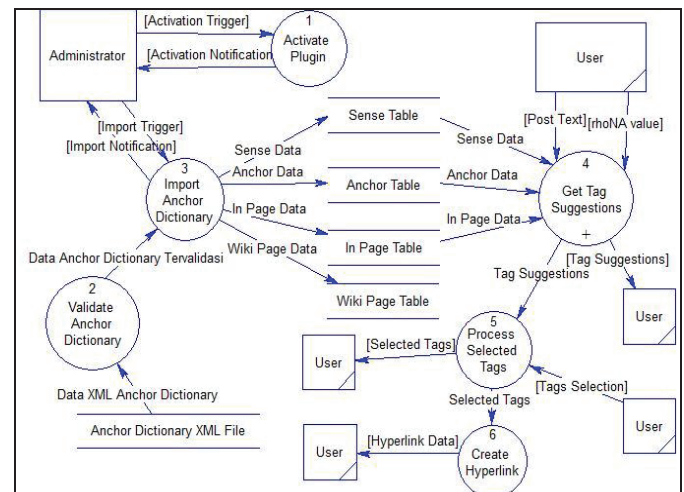 [Activation Trigger]
1
Activate
Plugin
Administrator
[Activation Notification
User
[Import Trigger]
[Import Notification]
Sense Table
[Post Text]
[rhoNA value]
Sense Data
Sense Data
3
Import
Anchor
Dictionary
Anchor Data
Anchor Table
Anchor Data
4
Get Tag
Suggestions
+
In Page Data
In Page Data
Wiki Page Data
In Page Table
Data Anchor Dictionary Tervalidasi
Tag Suggestions
[Tag Suggestions]
2
Validate
Anchor
Dictionary
Wiki Page Table
User
5
Process
Selected
Tags
[Selected Tags]
User
Data XML Anchor Dictionary
Selected Tags
[Tags Selection]
Anchor Dictionary XML File
User
[Hyperlink Data]
User
6
Create
Hyperlink